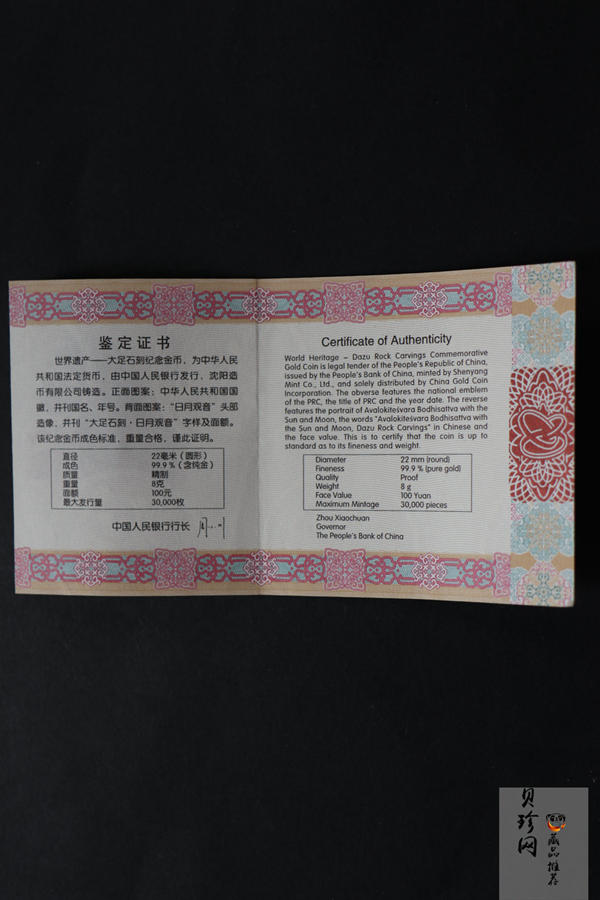 鉴定证书
世界遗产——大足石刻纪念金币，为中华人民
共和国法定货币，由中国人民银行发行，沈阳造
币有限公司铸造。正面图案：中华人民共和国国
徽，并刊国名、年号。背面图案：“日月观音”头部
造像，并刊“大足石刻·日月观音”字样及面额。
该纪念金币成色标准，重量合格，谨此证明。
直径 22毫米（圆形）
成色 99.9％（含纯金）
质量 精制
重量 8克
面额 100元
最大发行量 30,000枚
中国人民银行行长
Certificate of Authenticity
World Heritage – Dazu Rock Carvings Commemorative
Gold Coin is legal tender of the People's Republic of China,
issued by the People's Bank of China, minted by Shenyang
Mint Co., Ltd., and solely distributed by China Gold Coin
Incorporation. The obverse features the national emblem
of the PRC, the title of PRC and the year date. The reverse
features the portrait of Avalokiteśvara Bodhisattva with the
Sun and Moon, the words "Avalokiteśvara Bodhisattva with
the Sun and Moon, Dazu Rock Carvings" in Chinese and
the face value. This is to certify that the coin is up to
standard as to its fineness and weight.
Diameter 22 mm (round)
Fineness 99.9 % (pure gold)
Quality Proof
Weight 8 g
Face Value 100 Yuan
Maximum Mintage 30,000 pieces
Zhou Xiaochuan
Governor
The People's Bank of China
贝珍网
藏品推荐